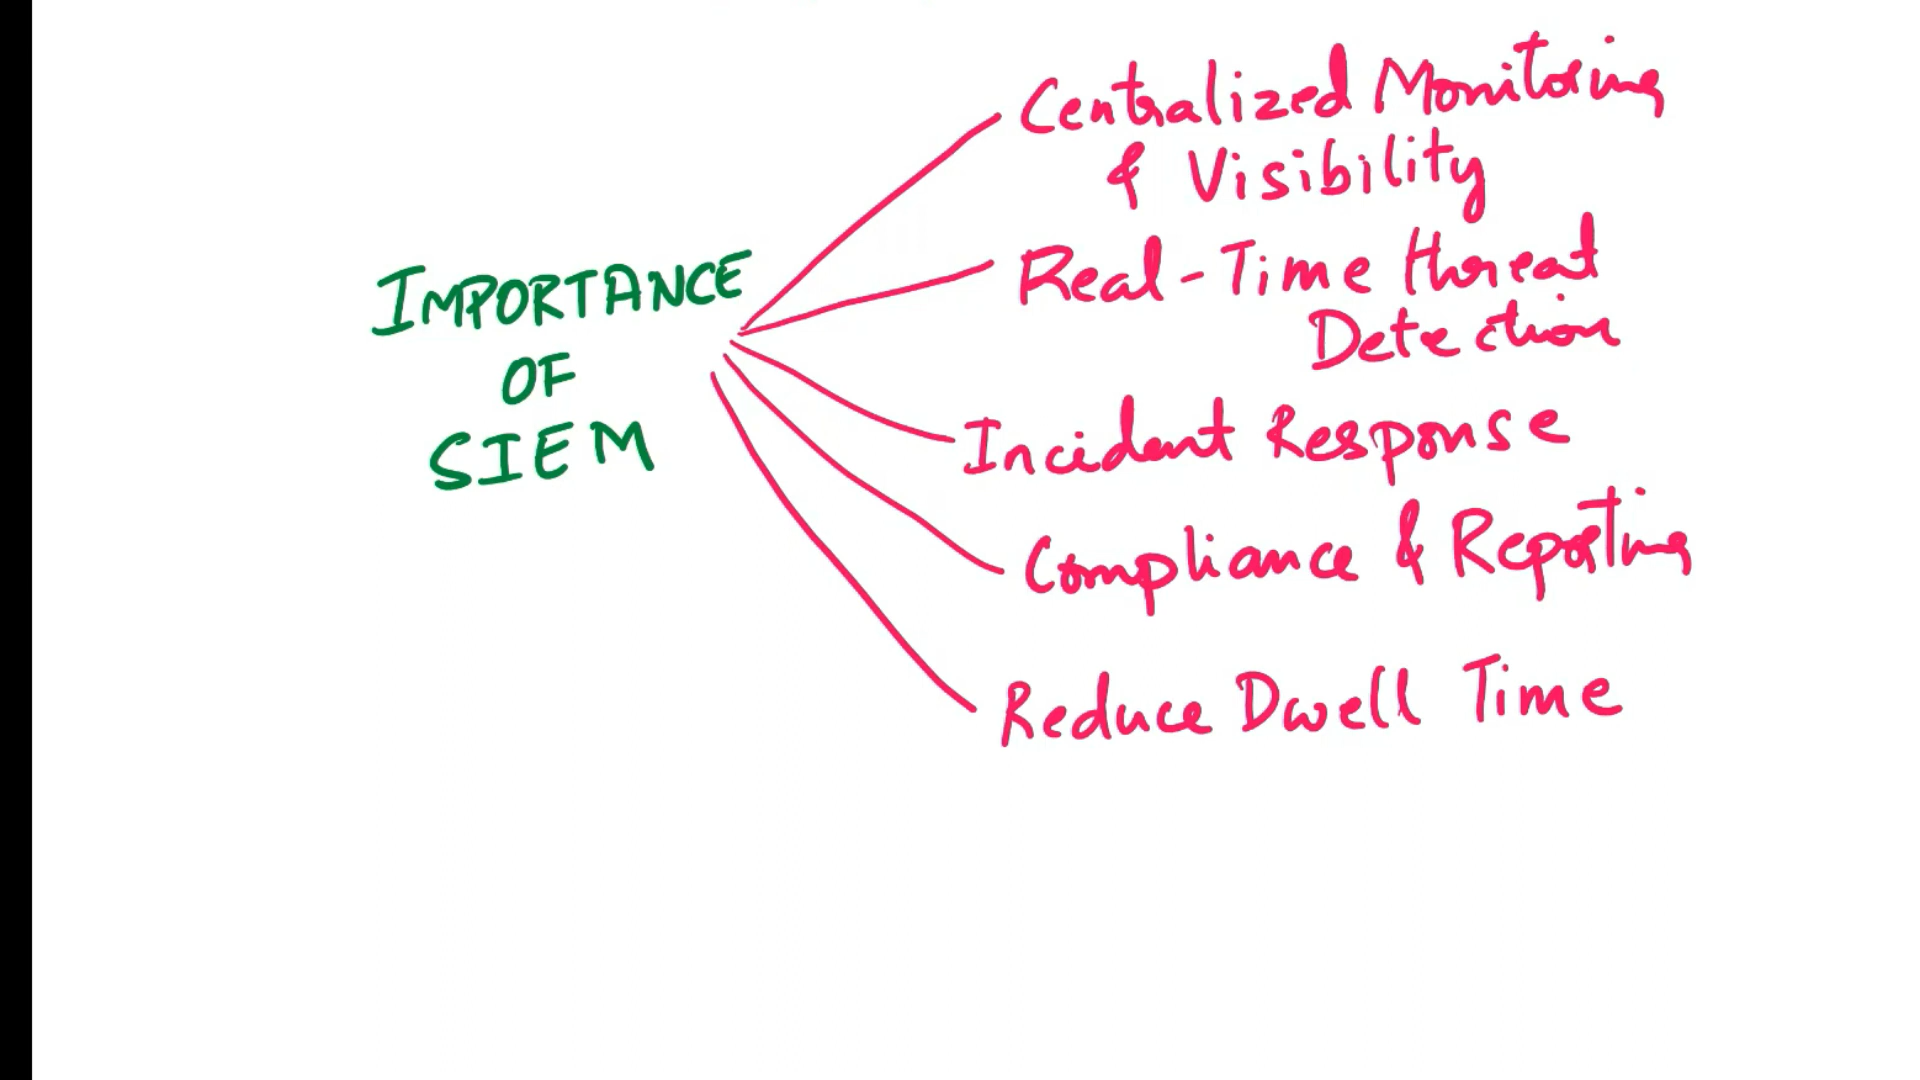 IMPORTANCE
OF
SIEM
Centralized Monitoring
& Visibility
Real-Time threat
Detection
Incident Response
Compliance & Reporting
Reduce Dwell Time